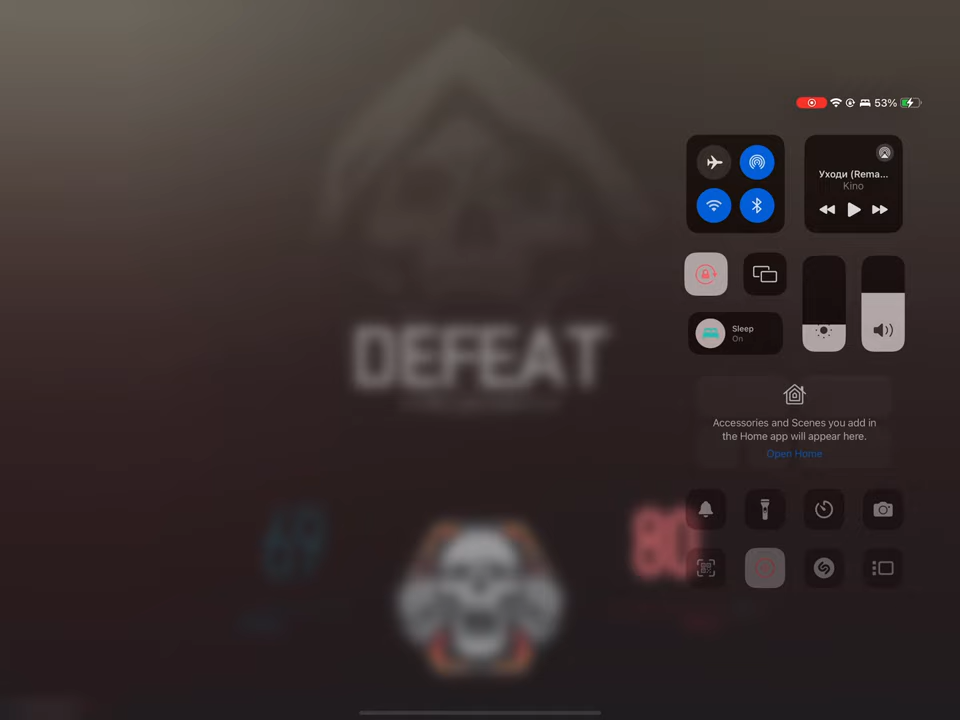 53%
Уходи (Rema...
Kino
Sleep
On
Accessories and Scenes you add in
the Home app will appear here.
Open Home
DEFEAT
80